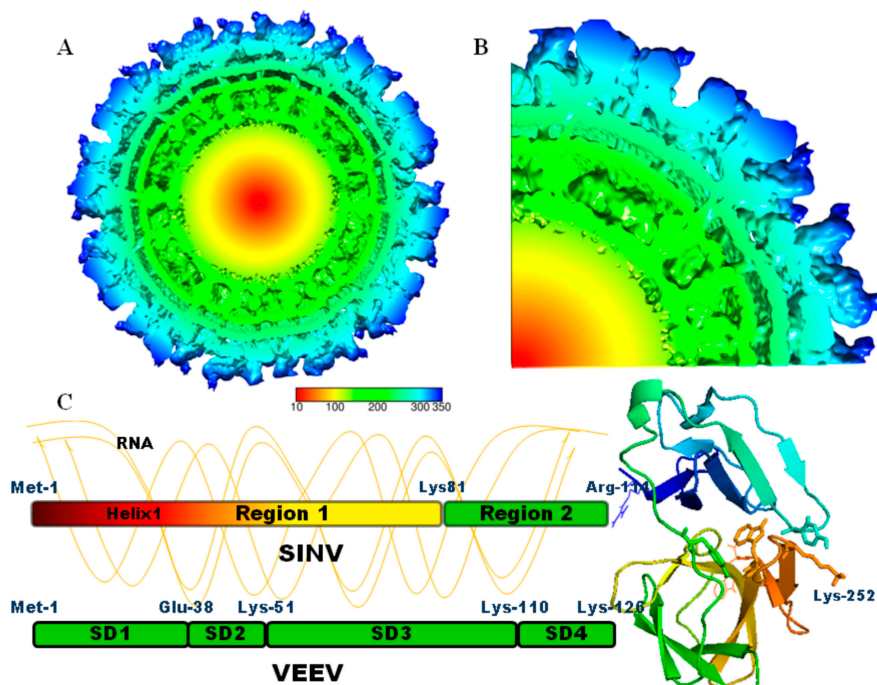 A
B
10 100 200 300 350
C
RNA
Met-1 Lys81 Arg-114
Helix1 Region 1 Region 2
SINV
Lys-252
Met-1 Glu-38 Lys-51 Lys-110 Lys-126
SD1 SD2 SD3 SD4
VEEV